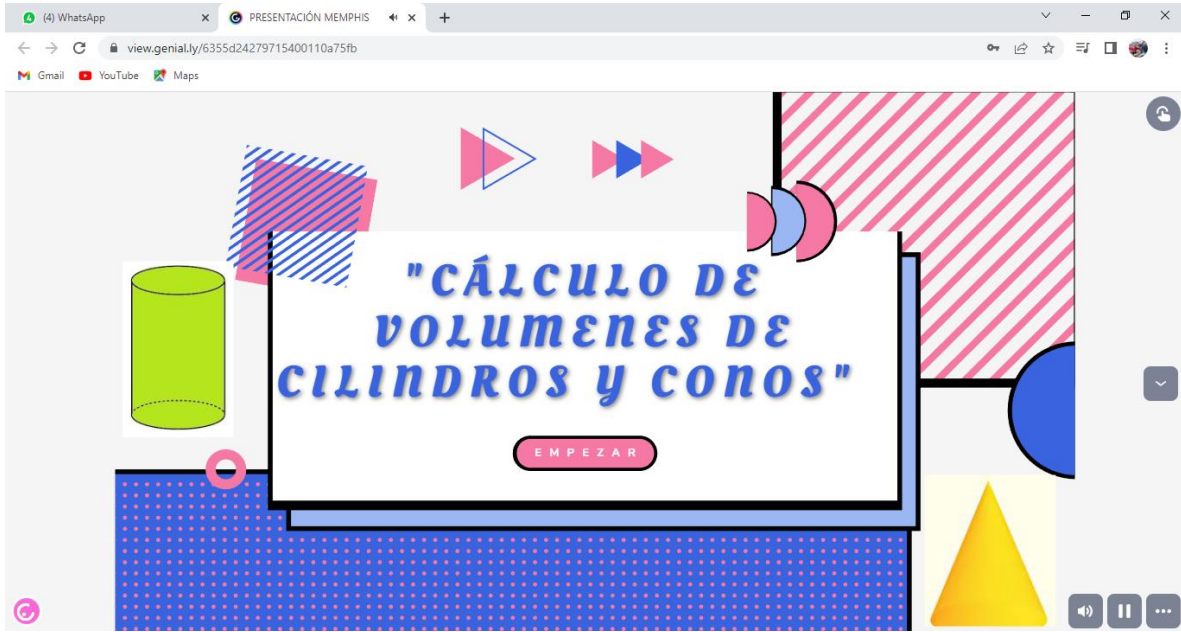 (4) WhatsApp
PRESENTACIÓN MEMPHIS
view.genial.ly/6355d24279715400110a75fb
Gmail YouTube Maps
"CÁLCULO DE
VOLUMENES DE
CILINDROS Y CONOS"
EMPEZAR